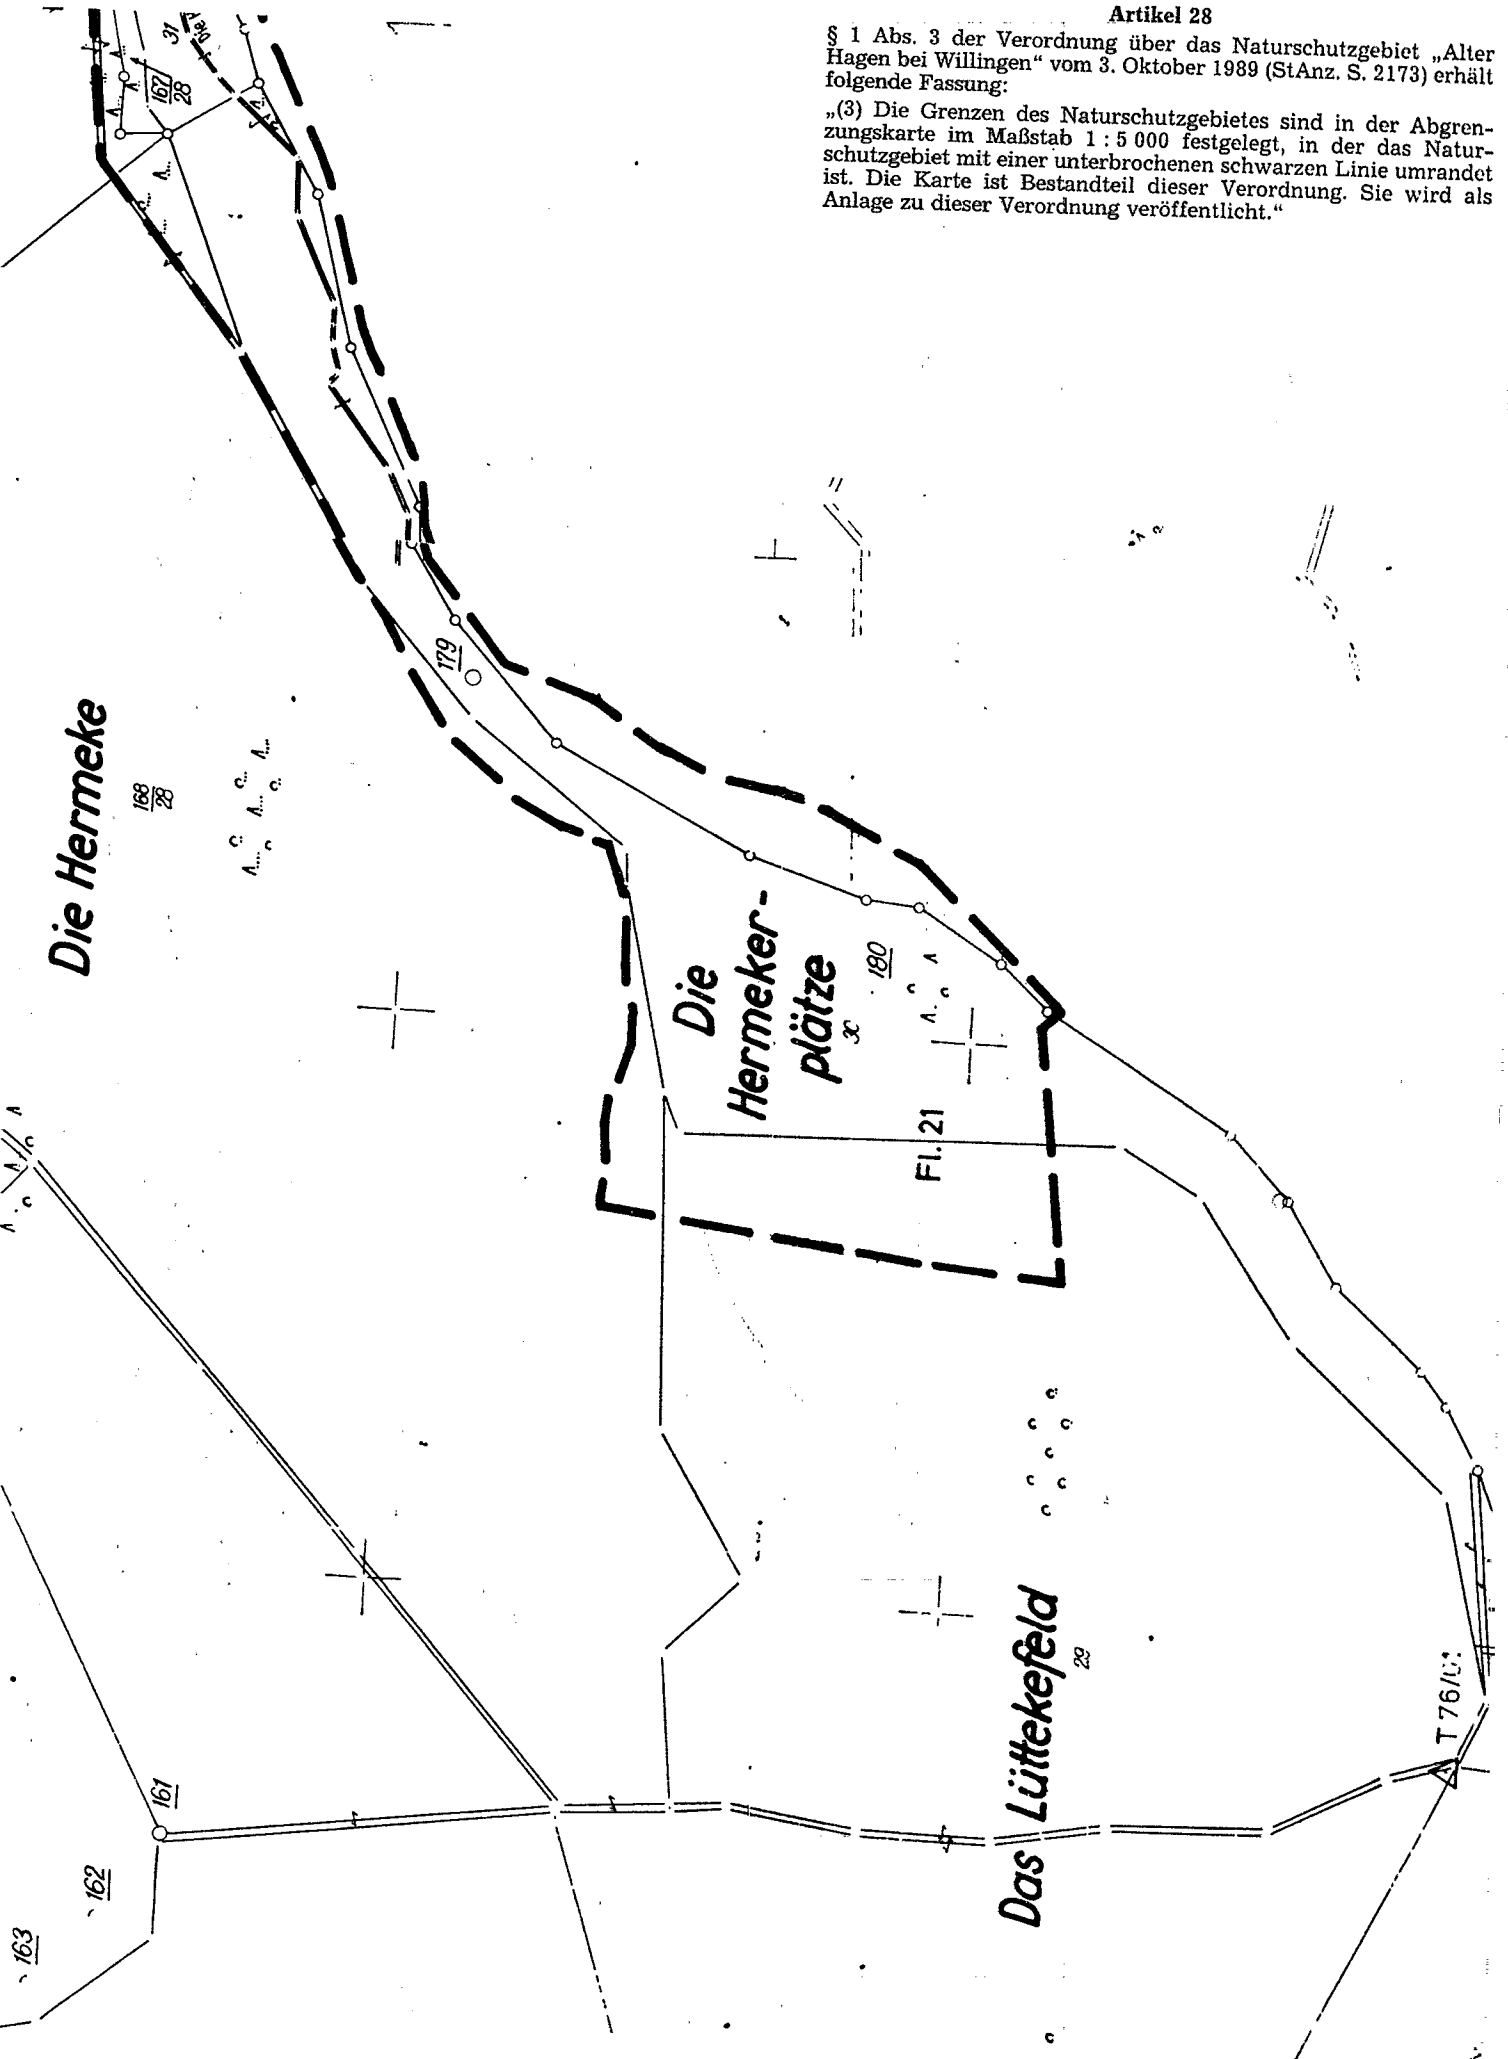 Artikel 28
§ 1 Abs. 3 der Verordnung über das Naturschutzgebiet „Alter
Hagen bei Willingen“ vom 3. Oktober 1989 (StAnz. S. 2173) erhält
folgende Fassung:
„(3) Die Grenzen des Naturschutzgebietes sind in der Abgren-
zungskarte im Maßstab 1 : 5 000 festgelegt, in der das Natur-
schutzgebiet mit einer unterbrochenen schwarzen Linie umrandet
ist. Die Karte ist Bestandteil dieser Verordnung. Sie wird als
Anlage zu dieser Verordnung veröffentlicht.“
31
Die
167
28
179
Die Hermeke
168
28
Die
Hermeker-
plätze
180
Fl. 21
Das Lüttekefeld
29
161
162
163